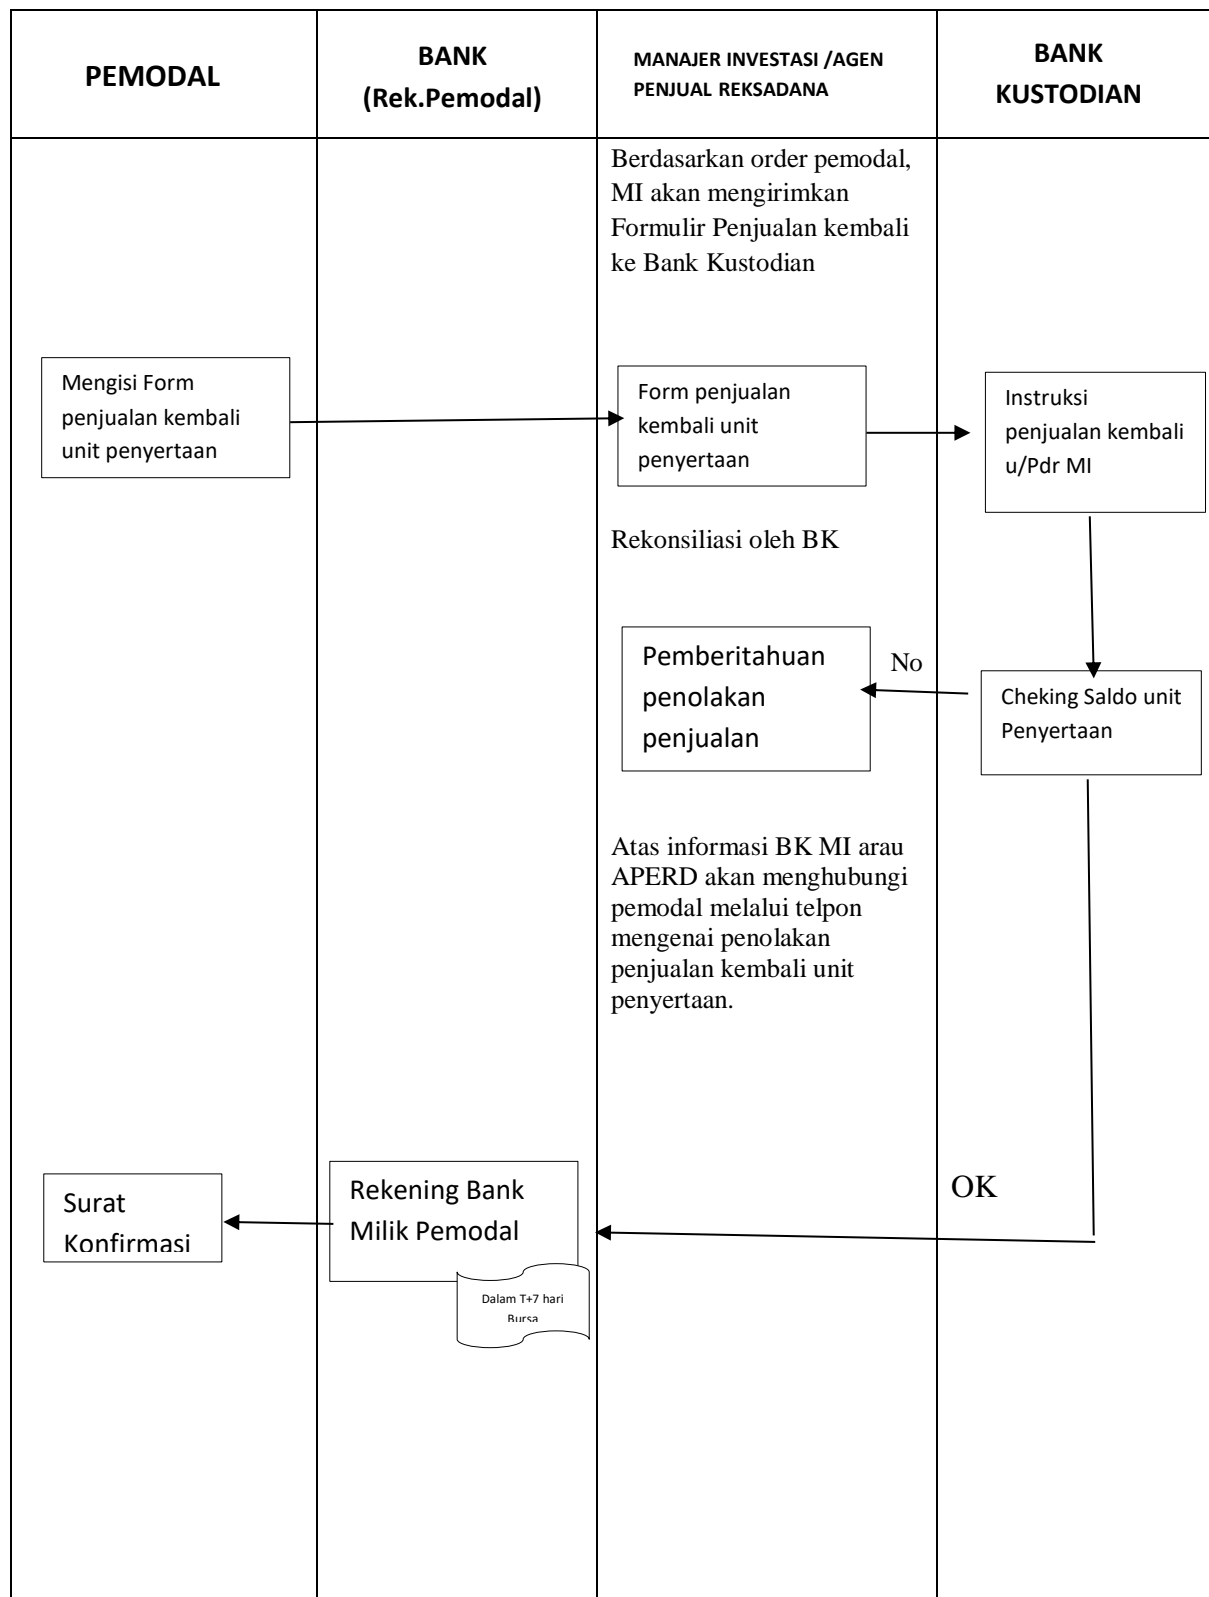 PEMODAL
BANK
(Rek.Pemodal)
MANAJER INVESTASI /AGEN
PENJUAL REKSADANA
BANK
KUSTODIAN
Berdasarkan order pemodal,
MI akan mengirimkan
Formulir Penjualan kembali
ke Bank Kustodian
Mengisi Form
penjualan kembali
unit penyertaan
Form penjualan
kembali unit
penyertaan
Instruksi
penjualan kembali
u/Pdr MI
Rekonsiliasi oleh BK
Pemberitahuan
penolakan
penjualan
No
Cheking Saldo unit
Penyertaan
Atas informasi BK MI arau
APERD akan menghubungi
pemodal melalui telpon
mengenai penolakan
penjualan kembali unit
penyertaan.
OK
Surat
Konfirmasi
Rekening Bank
Milik Pemodal
Dalam T+7 hari
Bursa